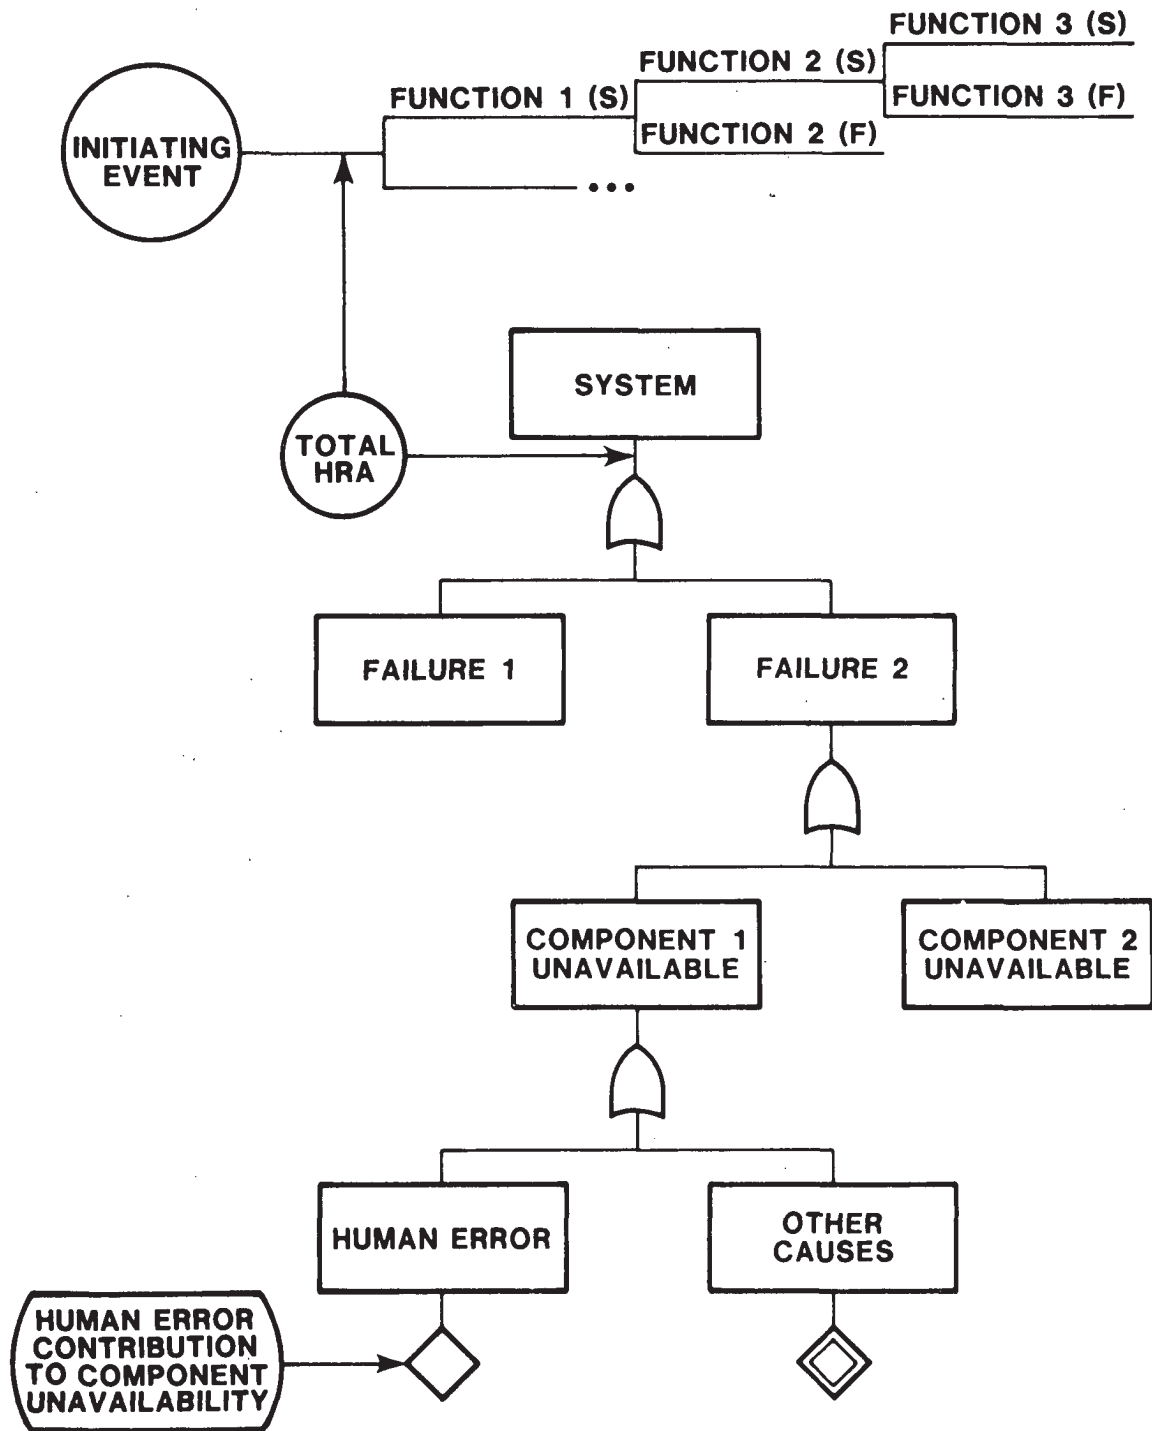 FUNCTION 3 (S)
FUNCTION 2 (S)
FUNCTION 1 (S)
FUNCTION 3 (F)
FUNCTION 2 (F)
INITIATING
EVENT
•••
SYSTEM
TOTAL
HRA
FAILURE 1
FAILURE 2
COMPONENT 1
UNAVAILABLE
COMPONENT 2
UNAVAILABLE
HUMAN ERROR
OTHER
CAUSES
HUMAN ERROR
CONTRIBUTION
TO COMPONENT
UNAVAILABILITY